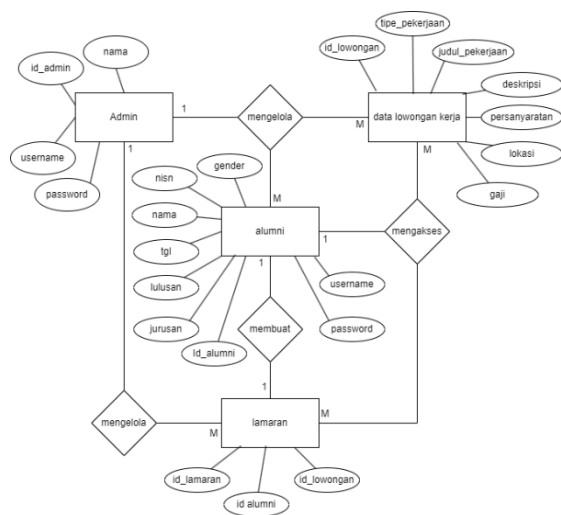 tipe_pekerjaan
nama
id_lowongan
judul_pekerjaan
id_admin
deskripsi
Admin
1
mengelola
M
data lowongan kerja
persanyaratan
1
M
username
gender
lokasi
nisn
password
gaji
M
nama
alumni
1
mengakses
tgl
1
username
lulusan
membuat
password
jurusan
Id_alumni
1
mengelola
M
lamaran
M
id_lamaran
id_lowongan
id alumni